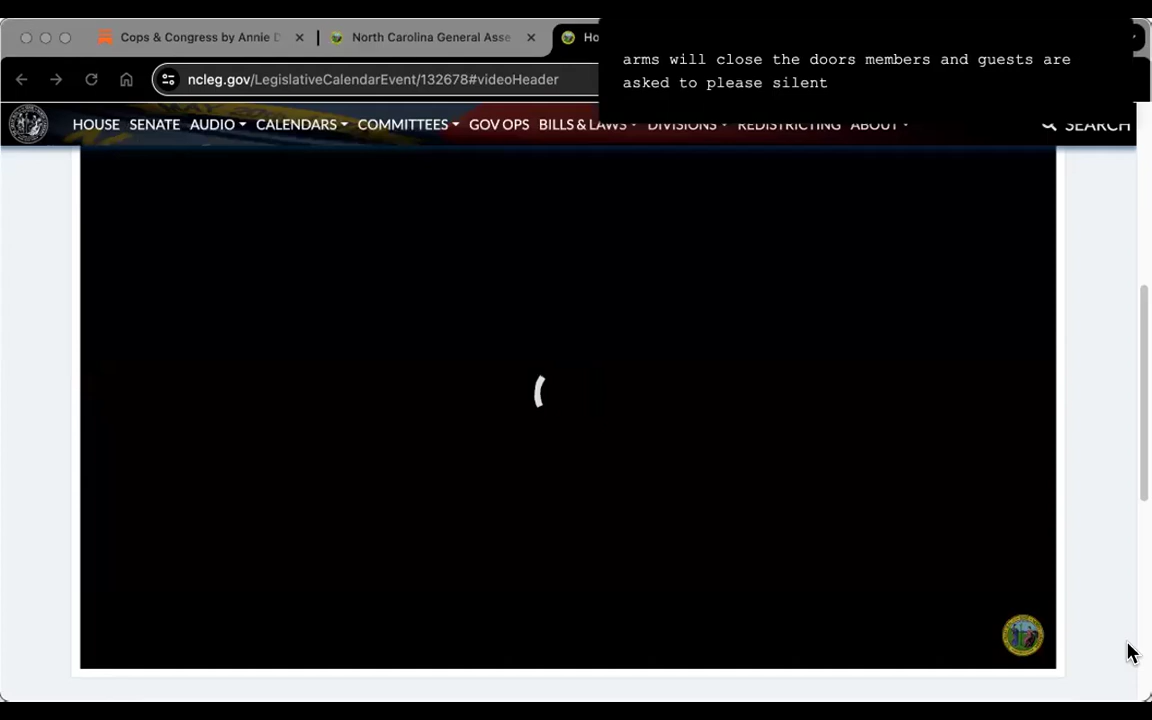 Cops & Congress by Annie D
North Carolina General Asse
Ho
arms will close the doors members and guests are
asked to please silent
ncleg.gov/LegislativeCalendarEvent/132678#videoHeader
HOUSE SENATE AUDIO CALENDARS COMMITTEES GOV OPS BILLS & LAWS DIVISIONS REDISTRICTING ABOUT SEARCH